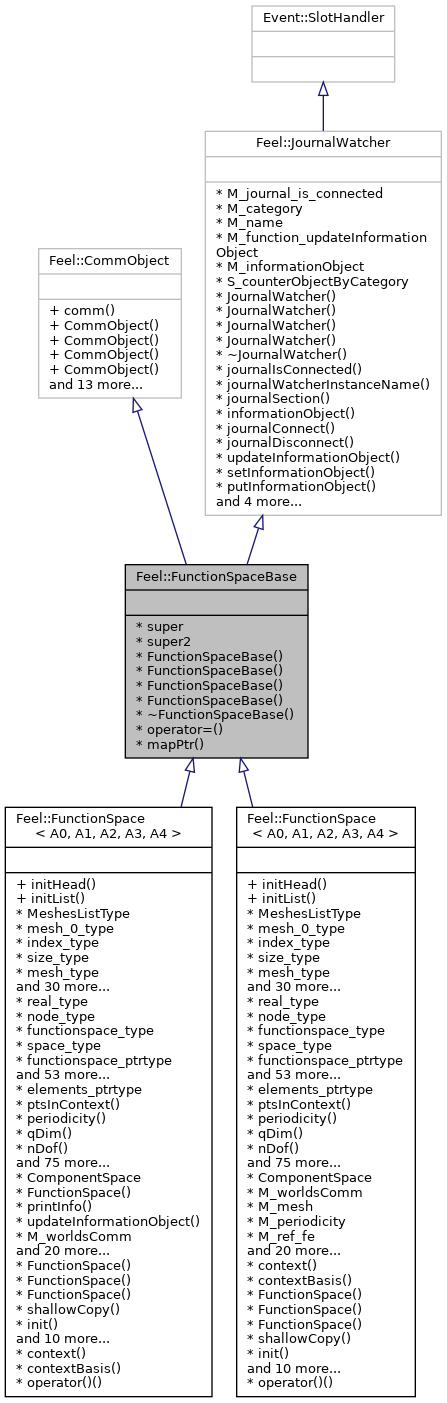 Event::SlotHandler
Feel::JournalWatcher
* M_journal_is_connected
* M_category
* M_name
* M_function_updateInformation
Object
* M_informationObject
* S_counterObjectByCategory
* JournalWatcher()
* JournalWatcher()
* JournalWatcher()
* JournalWatcher()
* ~JournalWatcher()
* journalIsConnected()
* journalWatcherInstanceName()
* journalSection()
* informationObject()
* journalConnect()
* journalDisconnect()
* updateInformationObject()
* setInformationObject()
* putInformationObject()
and 4 more...
Feel::CommObject
+ comm()
+ CommObject()
+ CommObject()
+ CommObject()
+ CommObject()
and 13 more...
Feel::FunctionSpaceBase
* super
* super2
* FunctionSpaceBase()
* FunctionSpaceBase()
* FunctionSpaceBase()
* FunctionSpaceBase()
* ~FunctionSpaceBase()
* operator=()
* mapPtr()
Feel::FunctionSpace
< A0, A1, A2, A3, A4 >
+ initHead()
+ initList()
* MeshesListType
* mesh_0_type
* index_type
* size_type
* mesh_type
and 30 more...
* real_type
* node_type
* functionspace_type
* space_type
* functionspace_ptrtype
and 53 more...
* elements_ptrtype
* ptsInContext()
* periodicity()
* qDim()
* nDof()
and 75 more...
* ComponentSpace
* FunctionSpace()
* printInfo()
* updateInformationObject()
* M_worldsComm
and 20 more...
* FunctionSpace()
* FunctionSpace()
* FunctionSpace()
* shallowCopy()
* init()
and 10 more...
* context()
* contextBasis()
* operator()()
Feel::FunctionSpace
< A0, A1, A2, A3, A4 >
+ initHead()
+ initList()
* MeshesListType
* mesh_0_type
* index_type
* size_type
* mesh_type
and 30 more...
* real_type
* node_type
* functionspace_type
* space_type
* functionspace_ptrtype
and 53 more...
* elements_ptrtype
* ptsInContext()
* periodicity()
* qDim()
* nDof()
and 75 more...
* ComponentSpace
* M_worldsComm
* M_mesh
* M_periodicity
* M_ref_fe
and 20 more...
* context()
* contextBasis()
* FunctionSpace()
* FunctionSpace()
* FunctionSpace()
* shallowCopy()
* init()
and 10 more...
* operator()()